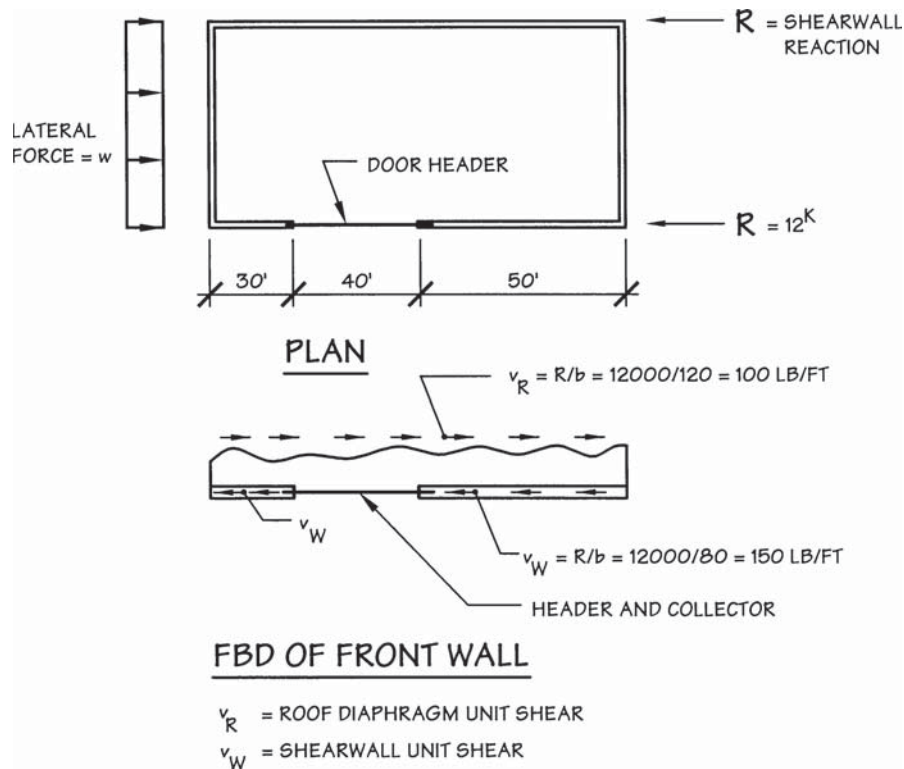 R = SHEARWALL
REACTION
LATERAL
FORCE = w
DOOR HEADER
R = 12K
30'
40'
50'
PLAN
vR = R/b = 12000/120 = 100 LB/FT
vW
vW = R/b = 12000/80 = 150 LB/FT
HEADER AND COLLECTOR
FBD OF FRONT WALL
vR = ROOF DIAPHRAGM UNIT SHEAR
vW = SHEARWALL UNIT SHEAR